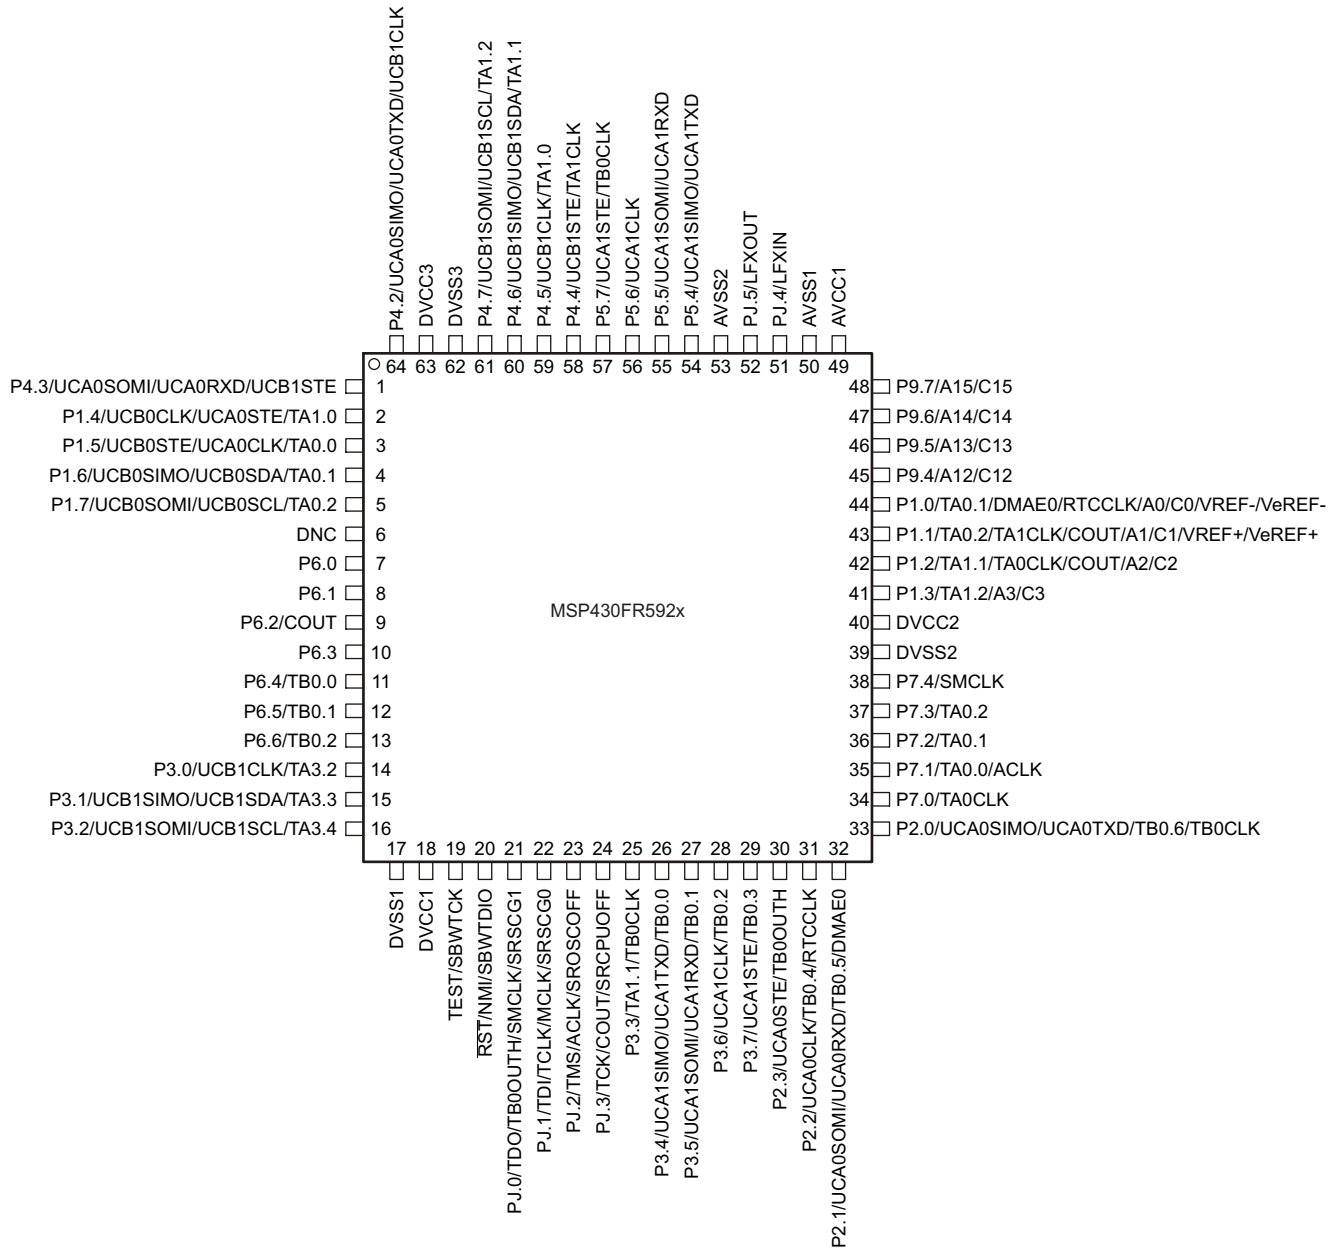 P4.2/UCA0SIMO/UCA0TXD/UCB1CLK
DVCC3
DVSS3
P4.7/UCB1SOMI/UCB1SCL/TA1.2
P4.6/UCB1SIMO/UCB1SDA/TA1.1
P4.5/UCB1CLK/TA1.0
P4.4/UCB1STE/TA1CLK
P5.7/UCA1STE/TB0CLK
P5.6/UCA1CLK
P5.5/UCA1SOMI/UCA1RXD
P5.4/UCA1SIMO/UCA1TXD
AVSS2
PJ.5/LFXOUT
PJ.4/LFXIN
AVSS1
AVCC1
64 63 62 61 60 59 58 57 56 55 54 53 52 51 50 49
P4.3/UCA0SOMI/UCA0RXD/UCB1STE 1
P1.4/UCB0CLK/UCA0STE/TA1.0 2
P1.5/UCB0STE/UCA0CLK/TA0.0 3
P1.6/UCB0SIMO/UCB0SDA/TA0.1 4
P1.7/UCB0SOMI/UCB0SCL/TA0.2 5
DNC 6
P6.0 7
P6.1 8
P6.2/COUT 9
P6.3 10
P6.4/TB0.0 11
P6.5/TB0.1 12
P6.6/TB0.2 13
P3.0/UCB1CLK/TA3.2 14
P3.1/UCB1SIMO/UCB1SDA/TA3.3 15
P3.2/UCB1SOMI/UCB1SCL/TA3.4 16
MSP430FR592x
48 P9.7/A15/C15
47 P9.6/A14/C14
46 P9.5/A13/C13
45 P9.4/A12/C12
44 P1.0/TA0.1/DMAE0/RTCCLK/A0/C0/VREF-/VeREF-
43 P1.1/TA0.2/TA1CLK/COUT/A1/C1/VREF+/VeREF+
42 P1.2/TA1.1/TA0CLK/COUT/A2/C2
41 P1.3/TA1.2/A3/C3
40 DVCC2
39 DVSS2
38 P7.4/SMCLK
37 P7.3/TA0.2
36 P7.2/TA0.1
35 P7.1/TA0.0/ACLK
34 P7.0/TA0CLK
33 P2.0/UCA0SIMO/UCA0TXD/TB0.6/TB0CLK
17 18 19 20 21 22 23 24 25 26 27 28 29 30 31 32
DVSS1
DVCC1
TEST/SBWTCK
RST/NMI/SBWTDIO
PJ.0/TDO/TB0OUTH/SMCLK/SRSCG1
PJ.1/TDI/TCLK/MCLK/SRSCG0
PJ.2/TMS/ACLK/SROSCOFF
PJ.3/TCK/COUT/SRCPUOFF
P3.3/TA1.1/TB0CLK
P3.4/UCA1SIMO/UCA1TXD/TB0.0
P3.5/UCA1SOMI/UCA1RXD/TB0.1
P3.6/UCA1CLK/TB0.2
P3.7/UCA1STE/TB0.3
P2.3/UCA0STE/TB0OUTH
P2.2/UCA0CLK/TB0.4/RTCCLK
P2.1/UCA0SOMI/UCA0RXD/TB0.5/DMAE0